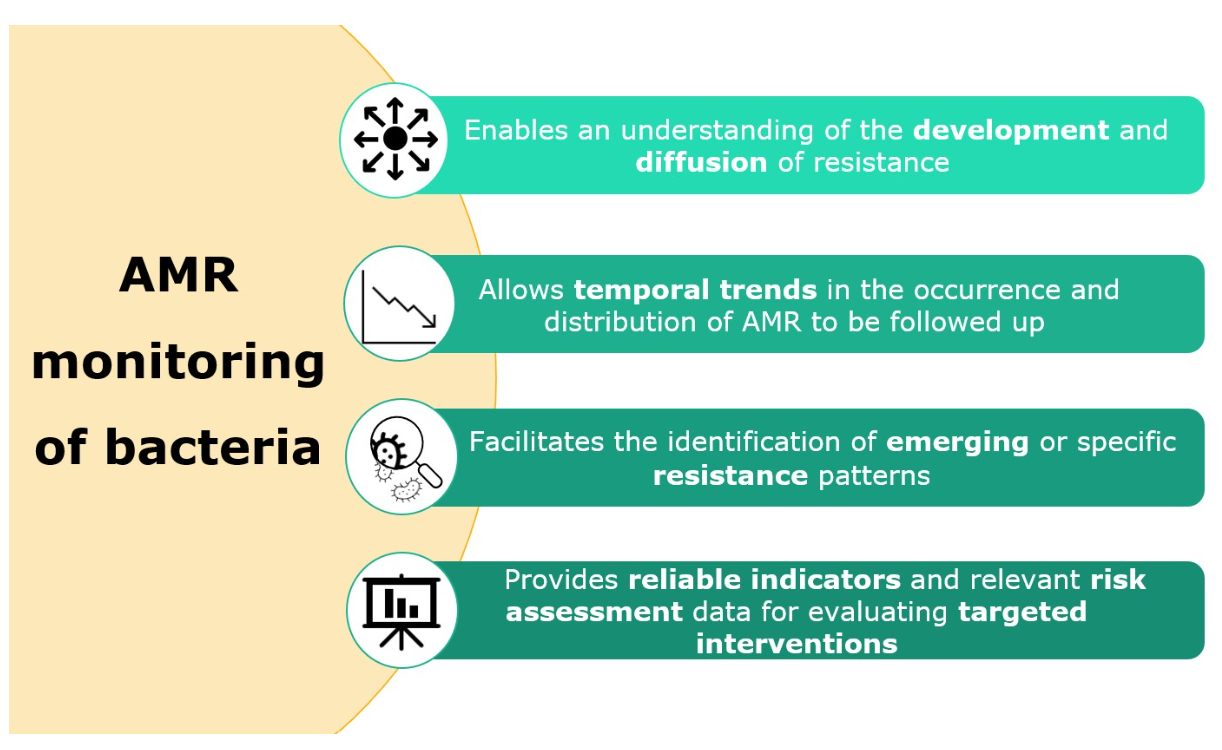 AMR
monitoring
of bacteria
Enables an understanding of the development and
diffusion of resistance
Allows temporal trends in the occurrence and
distribution of AMR to be followed up
Facilitates the identification of emerging or specific
resistance patterns
Provides reliable indicators and relevant risk
assessment data for evaluating targeted
interventions